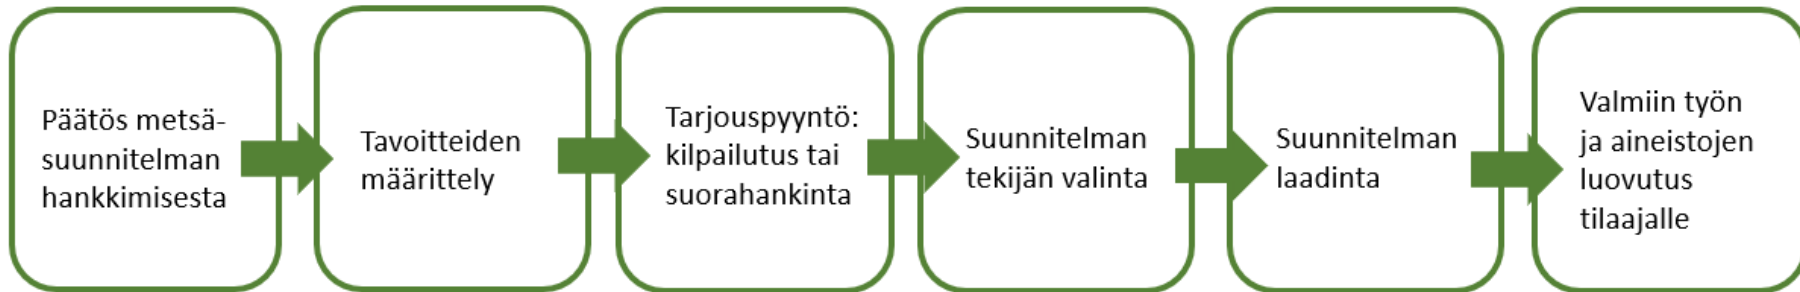 Päätös metsä-
suunnitelman
hankkimisesta
Tavoitteiden
määrittely
Tarjouspyyntö:
kilpailutus tai
suorahankinta
Suunnitelman
tekijän valinta
Suunnitelman
laadinta
Valmiin työn
ja aineistojen
luovutus
tilaajalle